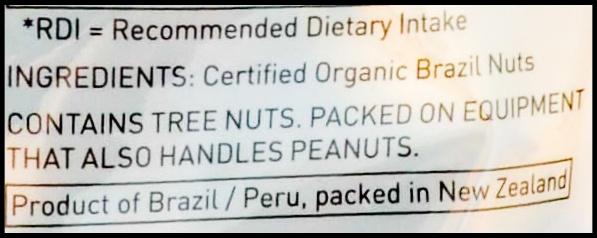 *RDI = Recommended Dietary Intake
INGREDIENTS: Certified Organic Brazil Nuts
CONTAINS TREE NUTS. PACKED ON EQUIPMENT
THAT ALSO HANDLES PEANUTS.
Product of Brazil / Peru, packed in New Zealand